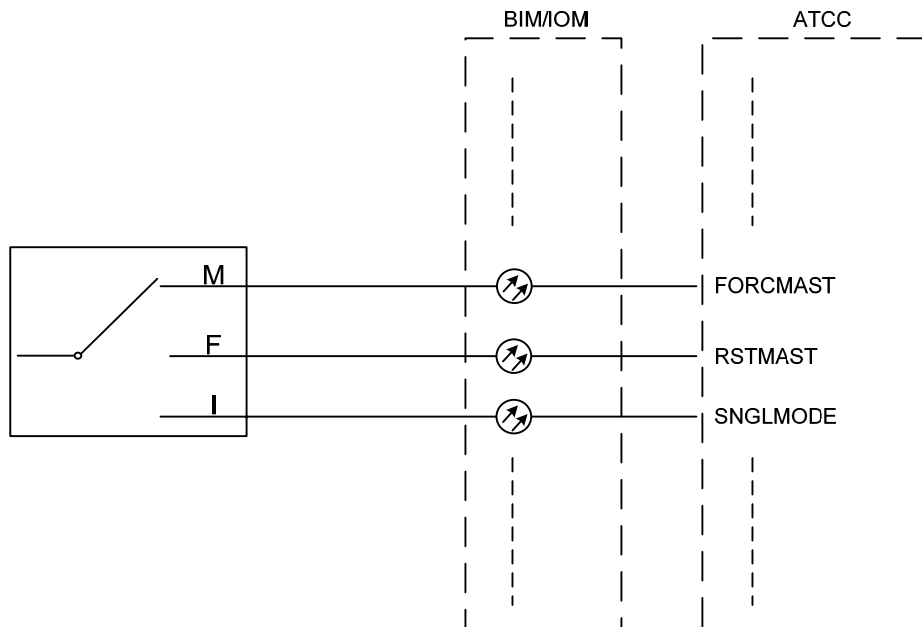 BIM/IOM
ATCC
M
FORCMAST
F
RSTMAST
I
SNGLMODE